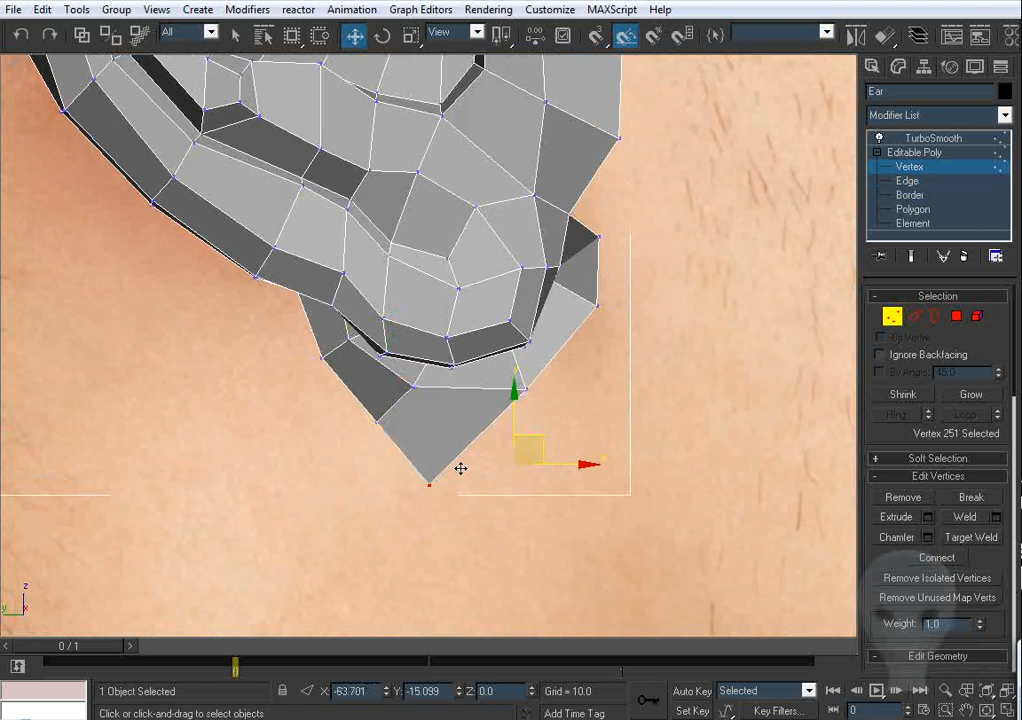 File Edit Tools Group Views Create Modifiers reactor Animation Graph Editors Rendering Customize MAXScript Help
All View
Ear
Modifier List
TurboSmooth
Editable Poly
Vertex
Edge
Border
Polygon
Element
- Selection
By Vertex
Ignore Backfacing
By Angle: 45.0
Shrink Grow
Ring Loop
Vertex 251 Selected
+ Soft Selection
- Edit Vertices
Remove Break
Extrude Weld
Chamfer Target Weld
Connect
Remove Isolated Vertices
Remove Unused Map Verts
Weight: 1.0
- Edit Geometry
z
y x
< 0 / 1 >
1 Object Selected X: -63.701 Y: -15.099 Z: 0.0 Grid = 10.0 Auto Key Selected
Click or click-and-drag to select objects Add Time Tag Set Key Key Filters... 0